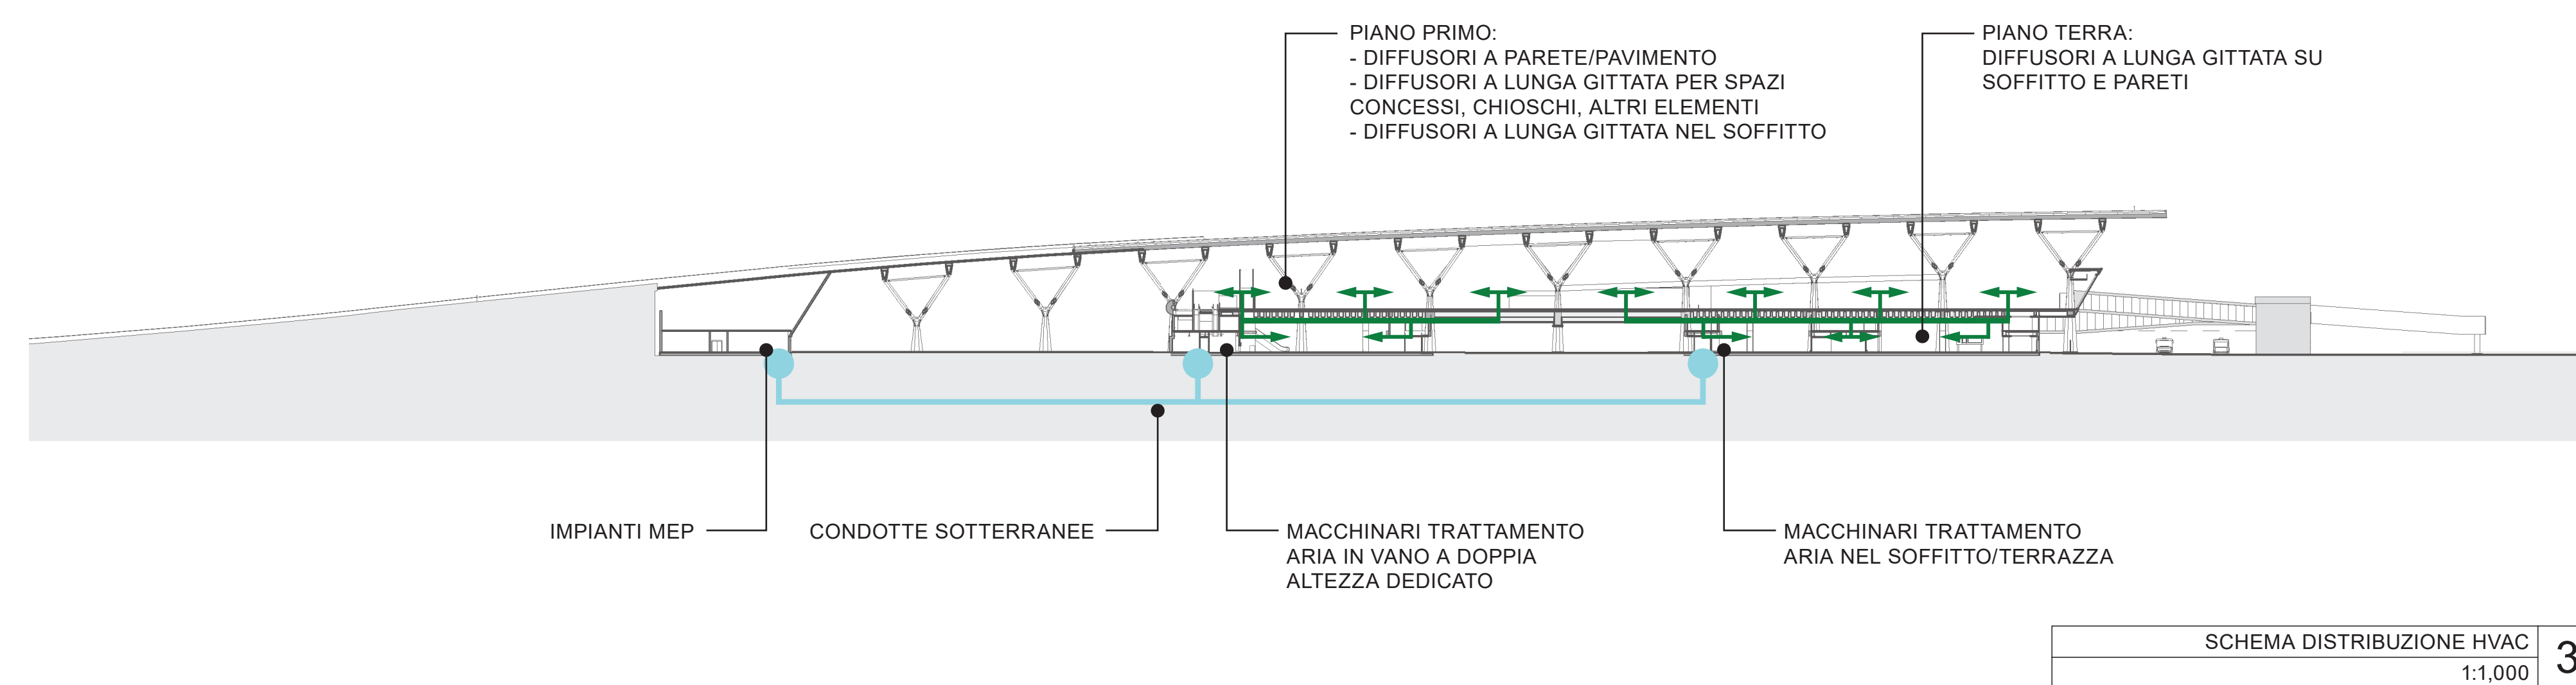 PIANO PRIMO:
- DIFFUSORI A PARETE/PAVIMENTO
- DIFFUSORI A LUNGA GITTATA PER SPAZI
CONCESSI, CHIOSCHI, ALTRI ELEMENTI
- DIFFUSORI A LUNGA GITTATA NEL SOFFITTO
PIANO TERRA:
DIFFUSORI A LUNGA GITTATA SU
SOFFITTO E PARETI
IMPIANTI MEP
CONDOTTE SOTTERRANEE
MACCHINARI TRATTAMENTO
ARIA IN VANO A DOPPIA
ALTEZZA DEDICATO
MACCHINARI TRATTAMENTO
ARIA NEL SOFFITTO/TERRAZZA
SCHEMA DISTRIBUZIONE HVAC
1:1,000
3